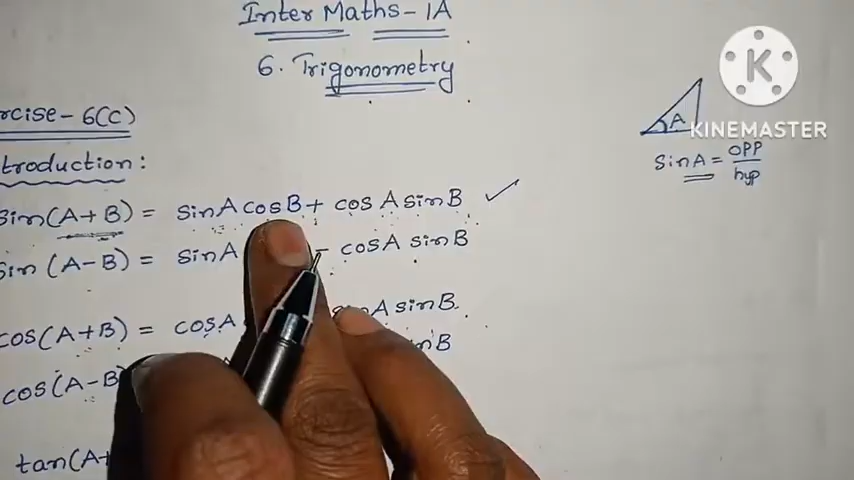 Inter Maths-1A
6. Trigonometry
rcise-6(c)
troduction:
Sin(A+B) = sinA cosB + cosA sinB ✓
sin (A-B) = sinA - cosA sinB
cos(A+B) = cosA sinA sinB
cos(A-B) inB
tan(A+
A
SinA = OPP
hyp
K
KINEMASTER